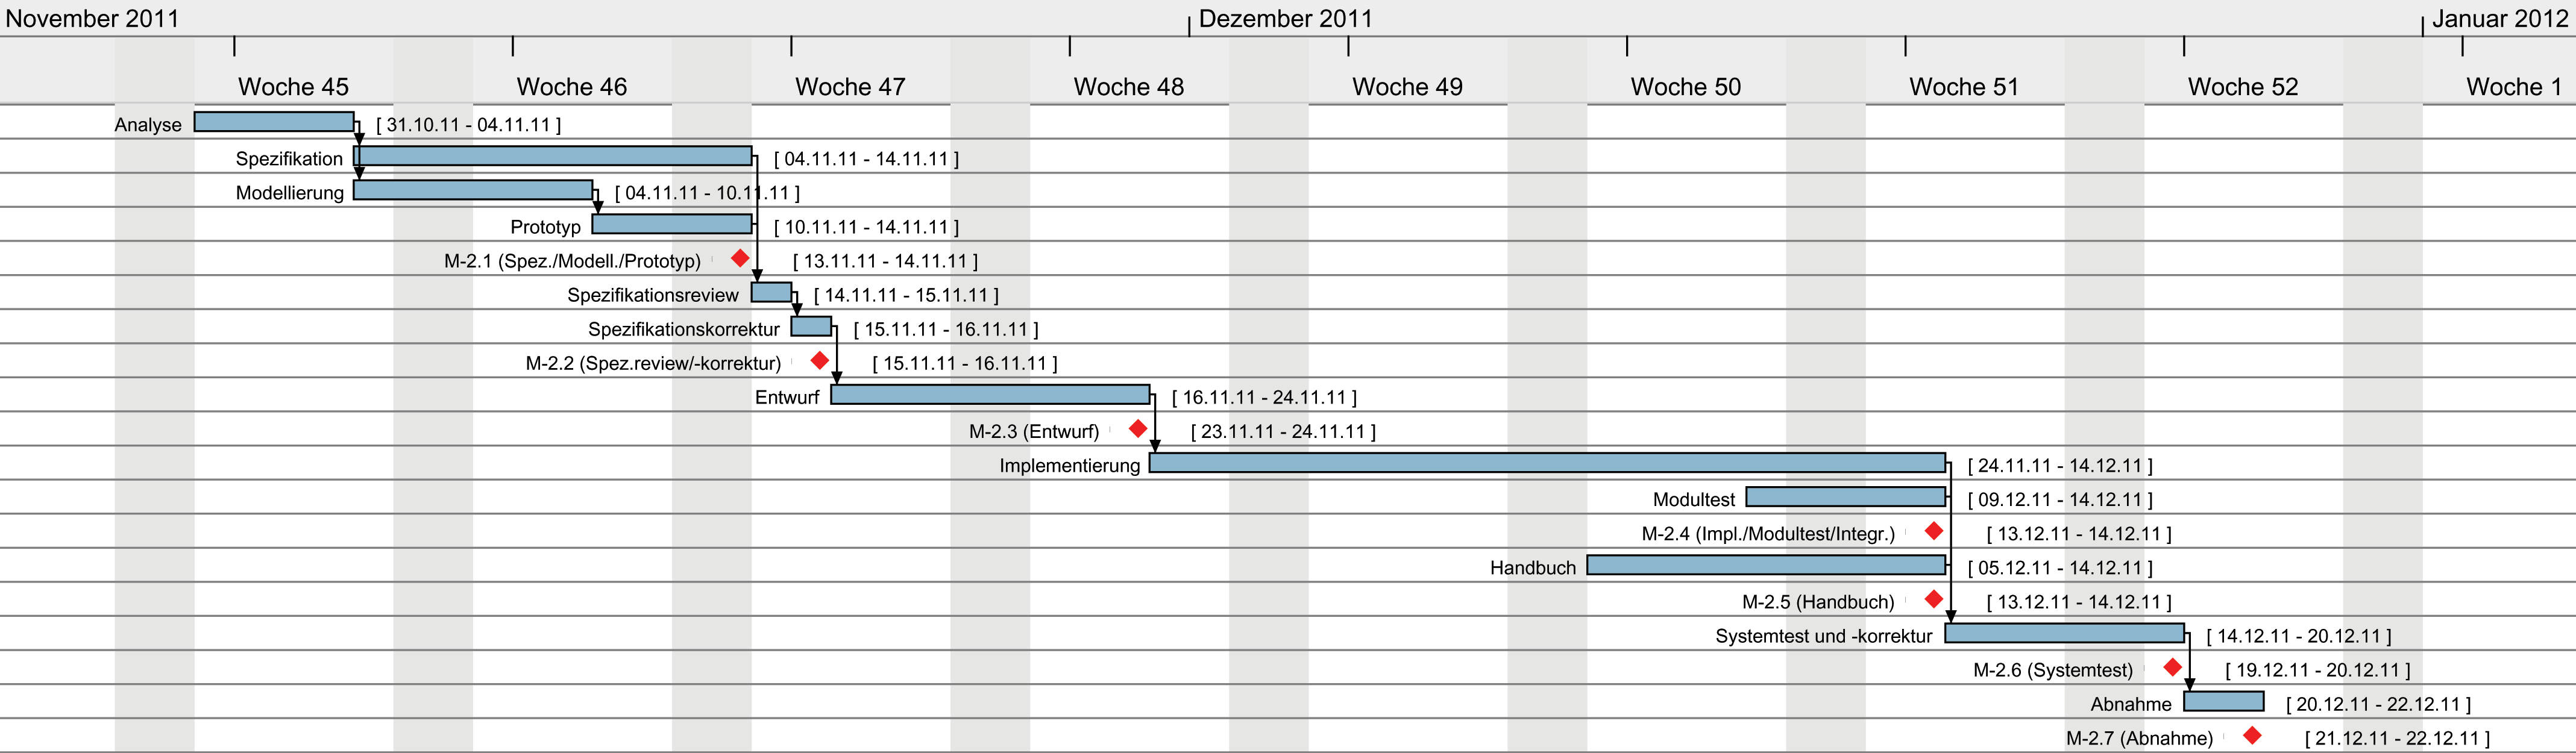 November 2011 Dezember 2011 Januar 2012
Woche 45 Woche 46 Woche 47 Woche 48 Woche 49 Woche 50 Woche 51 Woche 52 Woche 1
Analyse [ 31.10.11 - 04.11.11 ]
Spezifikation [ 04.11.11 - 14.11.11 ]
Modellierung [ 04.11.11 - 10.11.11 ]
Prototyp [ 10.11.11 - 14.11.11 ]
M-2.1 (Spez./Modell./Prototyp) [ 13.11.11 - 14.11.11 ]
Spezifikationsreview [ 14.11.11 - 15.11.11 ]
Spezifikationskorrektur [ 15.11.11 - 16.11.11 ]
M-2.2 (Spez.review/-korrektur) [ 15.11.11 - 16.11.11 ]
Entwurf [ 16.11.11 - 24.11.11 ]
M-2.3 (Entwurf) [ 23.11.11 - 24.11.11 ]
Implementierung [ 24.11.11 - 14.12.11 ]
Modultest [ 09.12.11 - 14.12.11 ]
M-2.4 (Impl./Modultest/Integr.) [ 13.12.11 - 14.12.11 ]
Handbuch [ 05.12.11 - 14.12.11 ]
M-2.5 (Handbuch) [ 13.12.11 - 14.12.11 ]
Systemtest und -korrektur [ 14.12.11 - 20.12.11 ]
M-2.6 (Systemtest) [ 19.12.11 - 20.12.11 ]
Abnahme [ 20.12.11 - 22.12.11 ]
M-2.7 (Abnahme) [ 21.12.11 - 22.12.11 ]